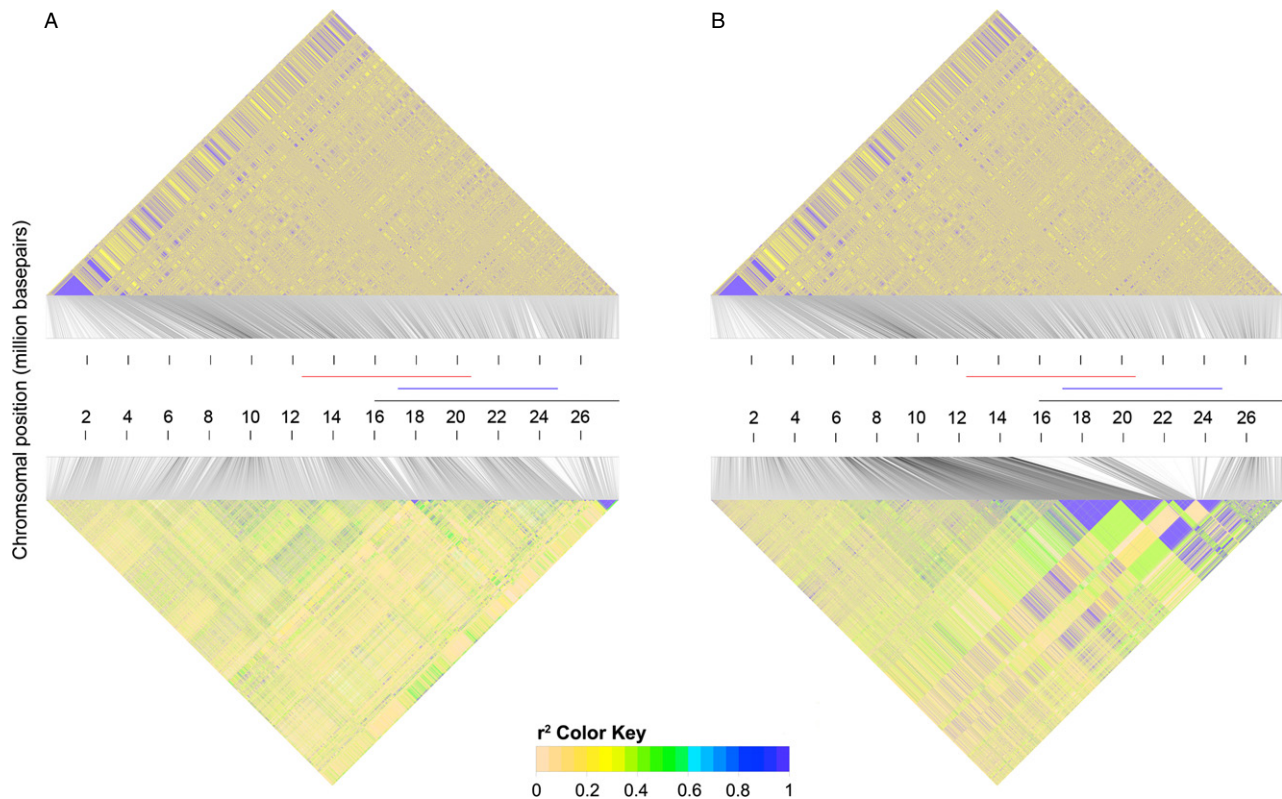 A
B
Chromsomal position (million basepairs)
2 4 6 8 10 12 14 16 18 20 22 24 26
2 4 6 8 10 12 14 16 18 20 22 24 26
r² Color Key
0 0.2 0.4 0.6 0.8 1